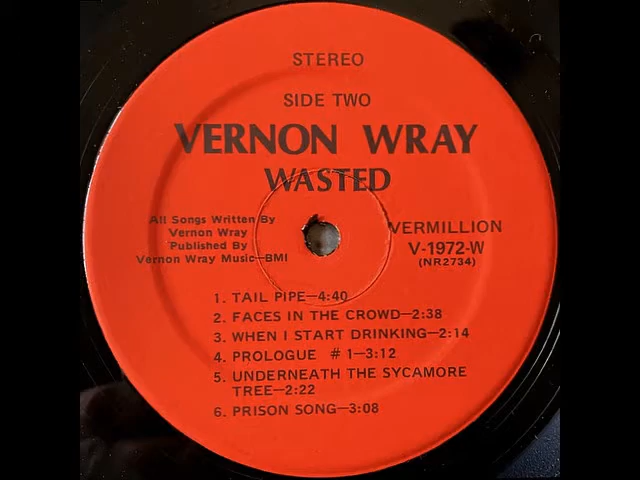 STEREO
SIDE TWO
VERNON WRAY
WASTED
All Songs Written By
Vernon Wray
Published By
Vernon Wray Music—BMI
VERMILLION
V-1972-W
(NR2734)
1. TAIL PIPE—4:40
2. FACES IN THE CROWD—2:38
3. WHEN I START DRINKING—2:14
4. PROLOGUE # 1—3:12
5. UNDERNEATH THE SYCAMORE
TREE—2:22
6. PRISON SONG—3:08